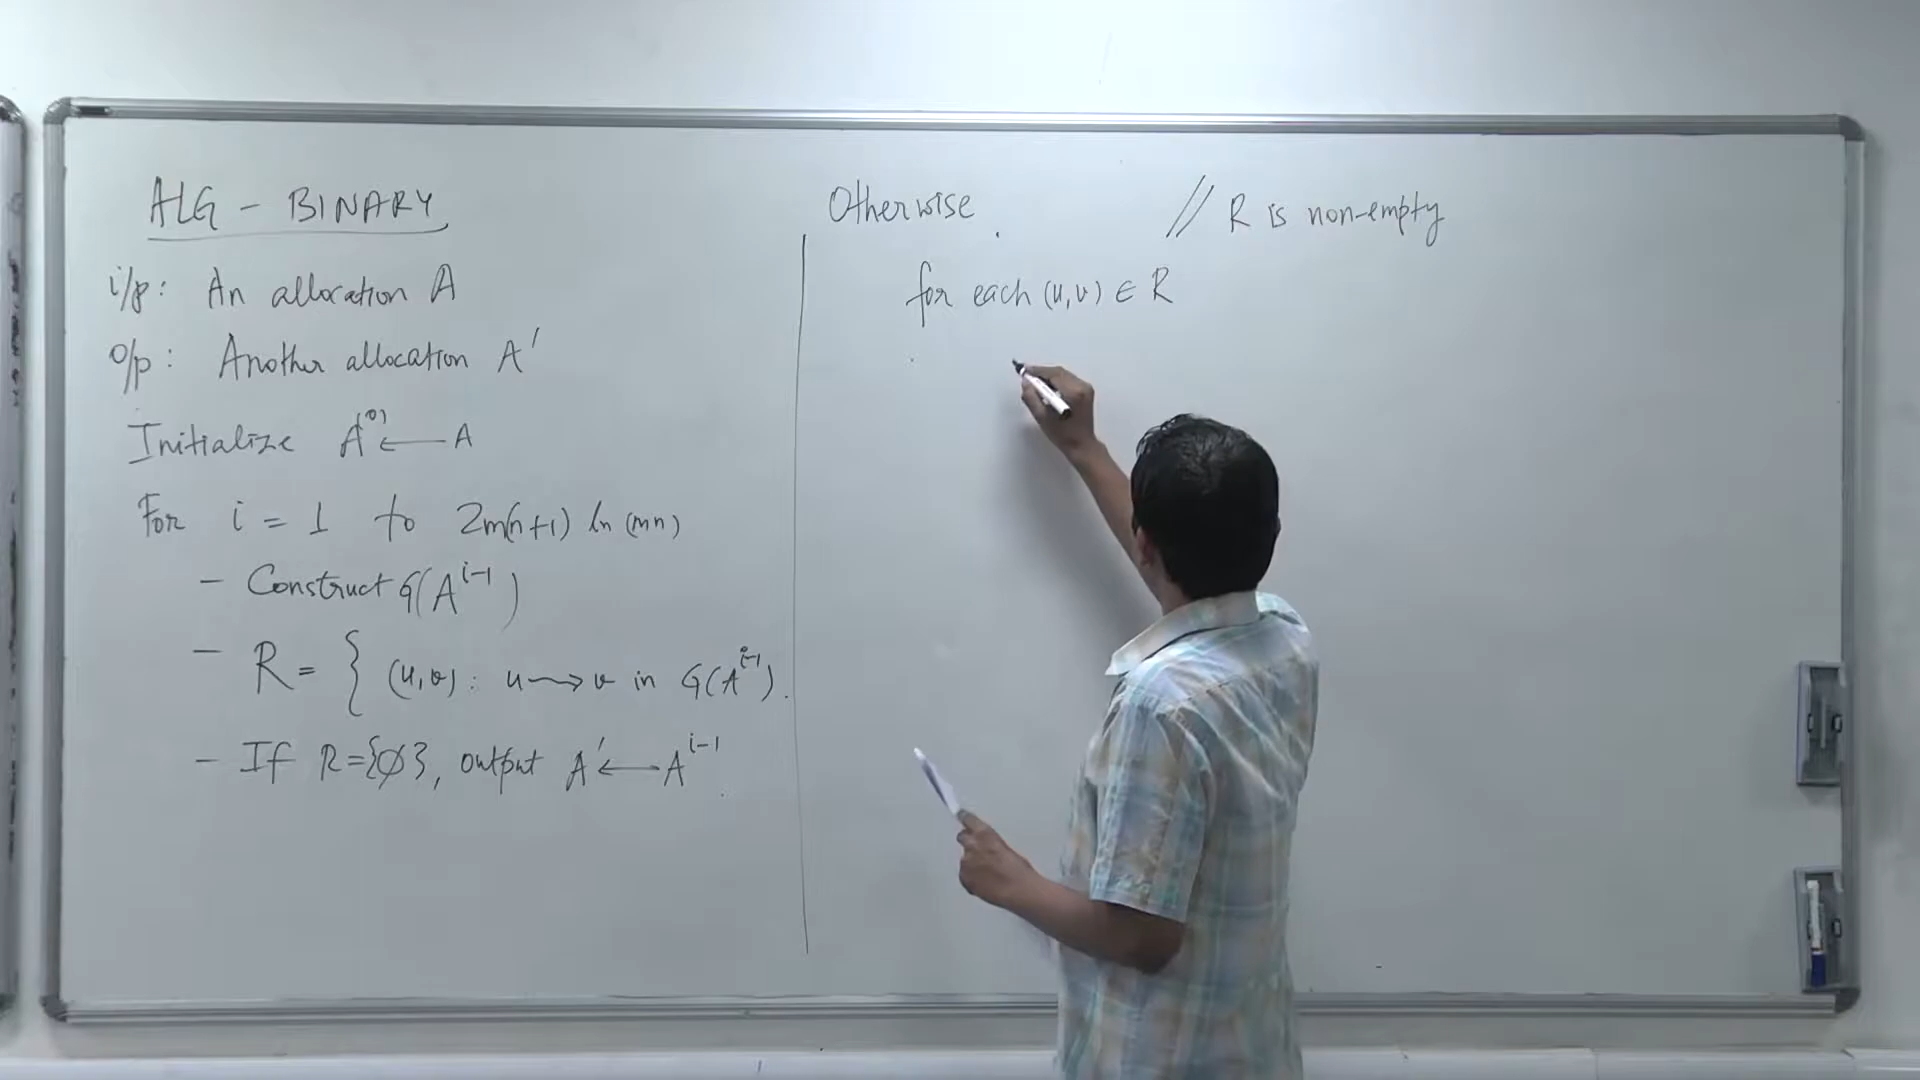 ALG - BINARY
i/p: An allocation A
o/p: Another allocation A'
Initialize A⁽⁰⁾ ← A
For i = 1 to 2m(n+1) ln (mn)
- Construct G(A^{i-1})
- R = { (u,v) : u ⇝ v in G(A^{i-1}).
- If R={∅}, output A' ← A^{i-1}
Otherwise // R is non-empty
for each (u,v) ∈ R